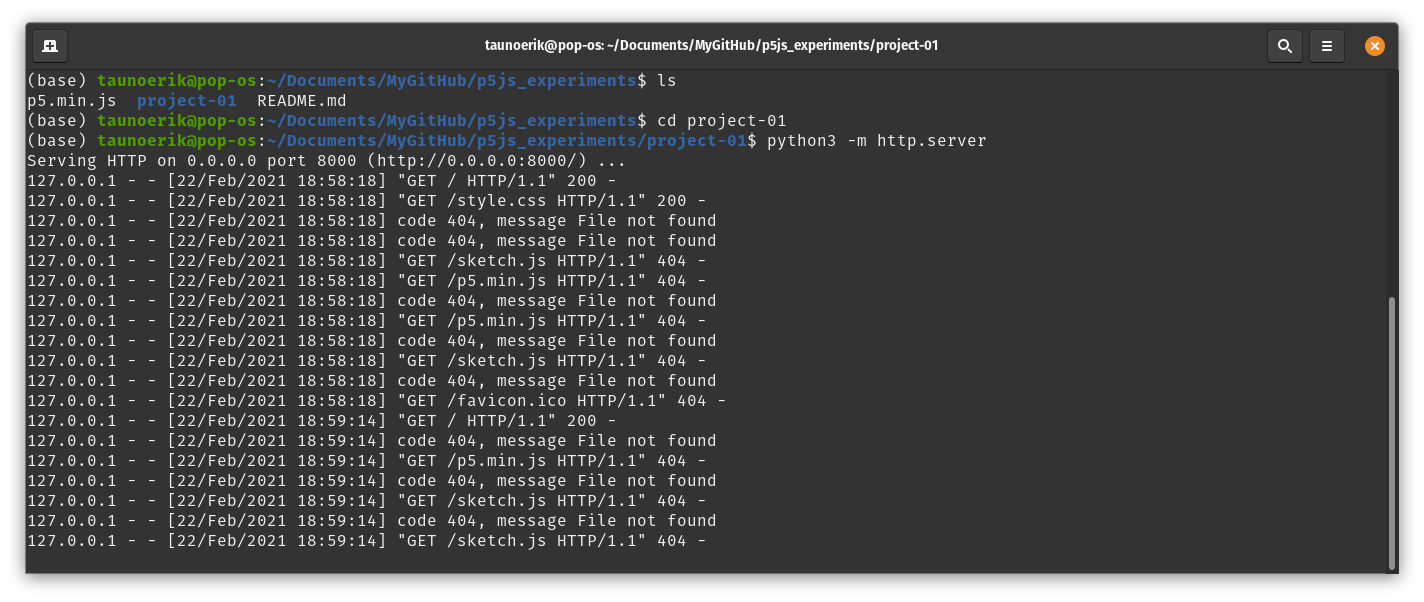 taunoerik@pop-os: ~/Documents/MyGitHub/p5js_experiments/project-01
(base) taunoerik@pop-os:~/Documents/MyGitHub/p5js_experiments$ ls
p5.min.js  project-01  README.md
(base) taunoerik@pop-os:~/Documents/MyGitHub/p5js_experiments$ cd project-01
(base) taunoerik@pop-os:~/Documents/MyGitHub/p5js_experiments/project-01$ python3 -m http.server
Serving HTTP on 0.0.0.0 port 8000 (http://0.0.0.0:8000/) ...
127.0.0.1 - - [22/Feb/2021 18:58:18] "GET / HTTP/1.1" 200 -
127.0.0.1 - - [22/Feb/2021 18:58:18] "GET /style.css HTTP/1.1" 200 -
127.0.0.1 - - [22/Feb/2021 18:58:18] code 404, message File not found
127.0.0.1 - - [22/Feb/2021 18:58:18] code 404, message File not found
127.0.0.1 - - [22/Feb/2021 18:58:18] "GET /sketch.js HTTP/1.1" 404 -
127.0.0.1 - - [22/Feb/2021 18:58:18] "GET /p5.min.js HTTP/1.1" 404 -
127.0.0.1 - - [22/Feb/2021 18:58:18] code 404, message File not found
127.0.0.1 - - [22/Feb/2021 18:58:18] "GET /p5.min.js HTTP/1.1" 404 -
127.0.0.1 - - [22/Feb/2021 18:58:18] code 404, message File not found
127.0.0.1 - - [22/Feb/2021 18:58:18] "GET /sketch.js HTTP/1.1" 404 -
127.0.0.1 - - [22/Feb/2021 18:58:18] code 404, message File not found
127.0.0.1 - - [22/Feb/2021 18:58:18] "GET /favicon.ico HTTP/1.1" 404 -
127.0.0.1 - - [22/Feb/2021 18:59:14] "GET / HTTP/1.1" 200 -
127.0.0.1 - - [22/Feb/2021 18:59:14] code 404, message File not found
127.0.0.1 - - [22/Feb/2021 18:59:14] "GET /p5.min.js HTTP/1.1" 404 -
127.0.0.1 - - [22/Feb/2021 18:59:14] code 404, message File not found
127.0.0.1 - - [22/Feb/2021 18:59:14] "GET /sketch.js HTTP/1.1" 404 -
127.0.0.1 - - [22/Feb/2021 18:59:14] code 404, message File not found
127.0.0.1 - - [22/Feb/2021 18:59:14] "GET /sketch.js HTTP/1.1" 404 -